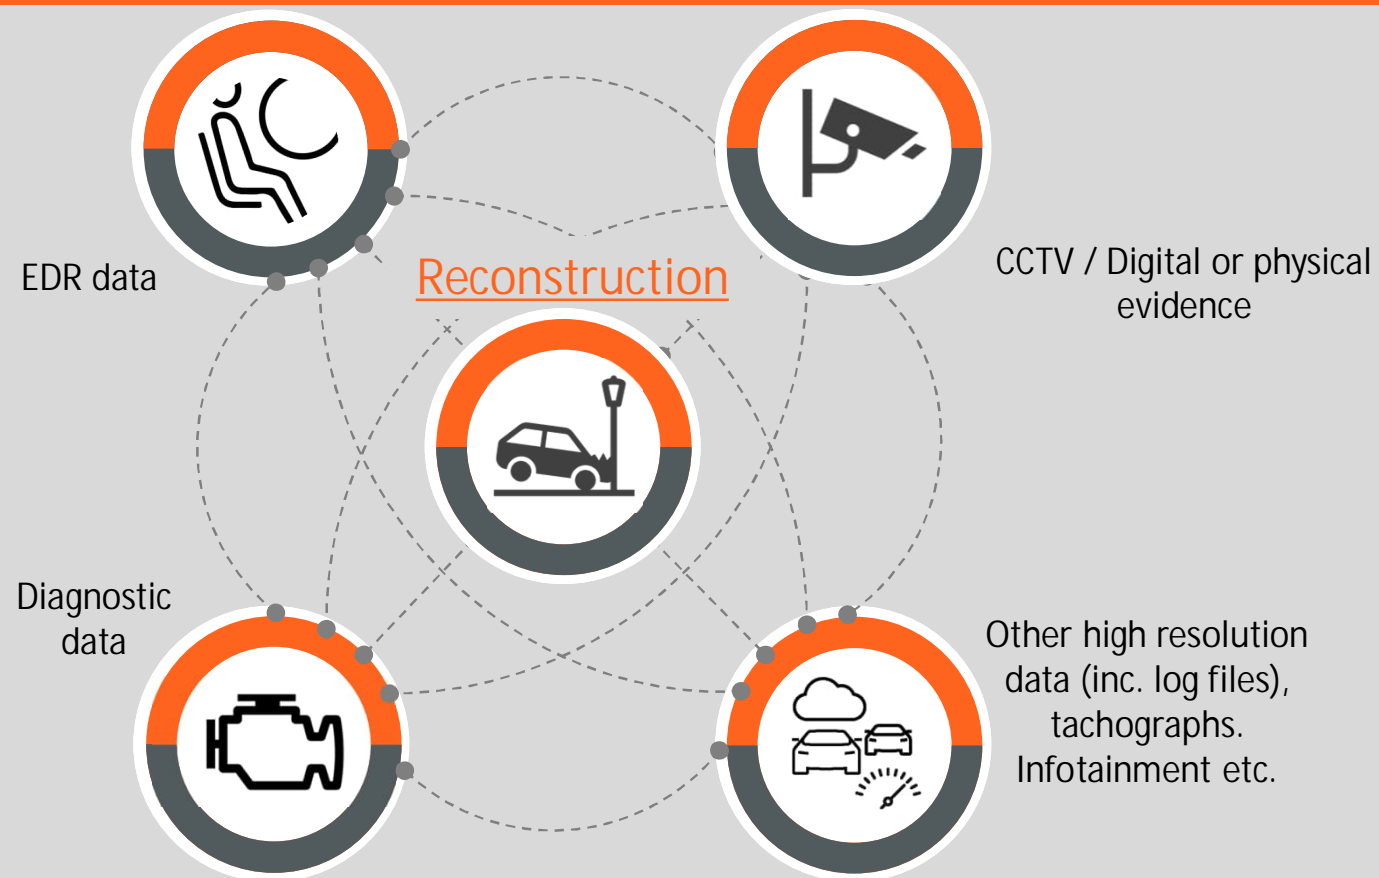 EDR data
Reconstruction
CCTV / Digital or physical
evidence
Diagnostic
data
Other high resolution
data (inc. log files),
tachographs.
Infotainment etc.